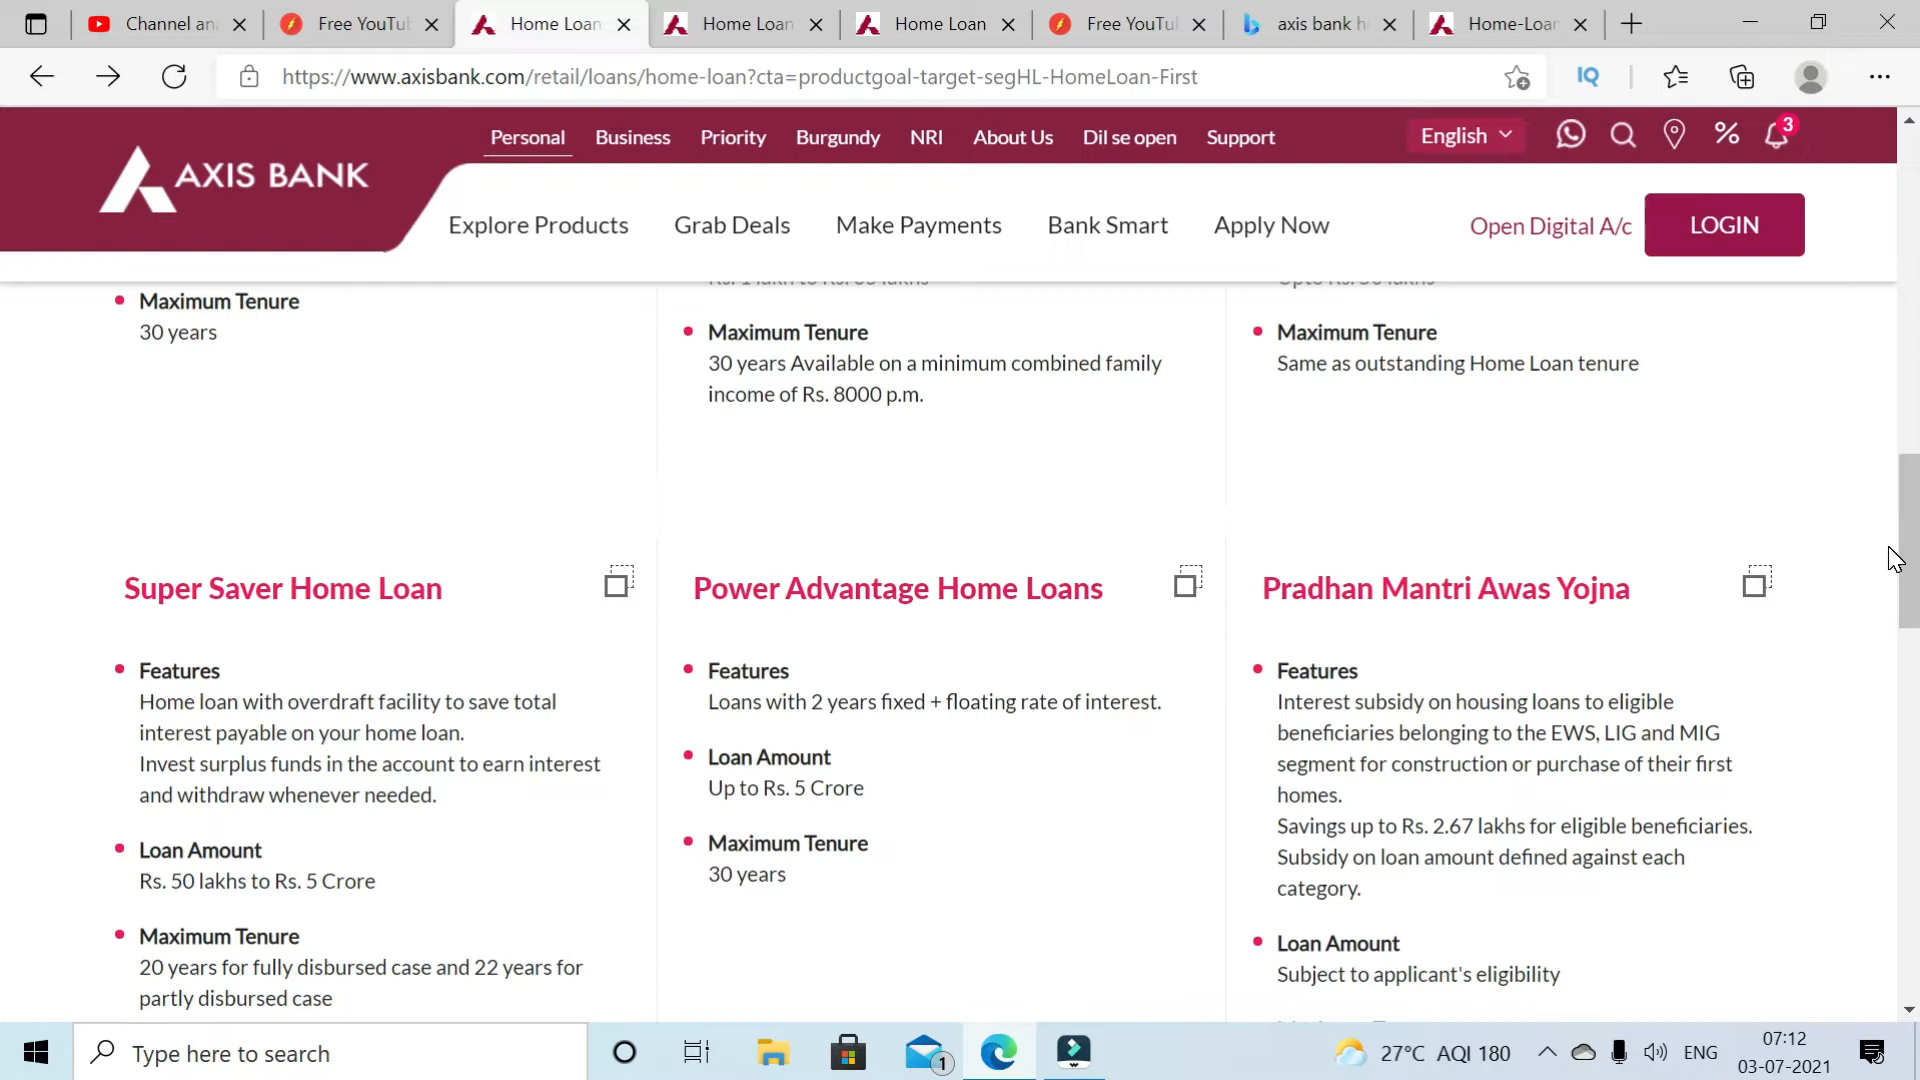 Channel an
Free YouTu
Home Loan
Home Loan
Home Loan
Free YouTu
axis bank h
Home-Loan
https://www.axisbank.com/retail/loans/home-loan?cta=productgoal-target-segHL-HomeLoan-First
IQ
AXIS BANK
Personal
Business
Priority
Burgundy
NRI
About Us
Dil se open
Support
English
3
Explore Products
Grab Deals
Make Payments
Bank Smart
Apply Now
Open Digital A/c
LOGIN
Maximum Tenure
30 years
Maximum Tenure
30 years Available on a minimum combined family
income of Rs. 8000 p.m.
Maximum Tenure
Same as outstanding Home Loan tenure
Super Saver Home Loan
Features
Home loan with overdraft facility to save total
interest payable on your home loan.
Invest surplus funds in the account to earn interest
and withdraw whenever needed.
Loan Amount
Rs. 50 lakhs to Rs. 5 Crore
Maximum Tenure
20 years for fully disbursed case and 22 years for
partly disbursed case
Power Advantage Home Loans
Features
Loans with 2 years fixed + floating rate of interest.
Loan Amount
Up to Rs. 5 Crore
Maximum Tenure
30 years
Pradhan Mantri Awas Yojna
Features
Interest subsidy on housing loans to eligible
beneficiaries belonging to the EWS, LIG and MIG
segment for construction or purchase of their first
homes.
Savings up to Rs. 2.67 lakhs for eligible beneficiaries.
Subsidy on loan amount defined against each
category.
Loan Amount
Subject to applicant's eligibility
Type here to search
1
27°C AQI 180
ENG
07:12
03-07-2021